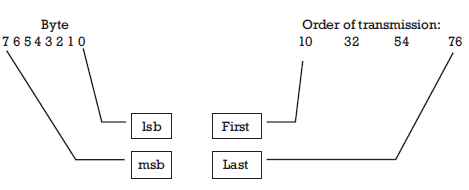 Byte Order of transmission:
7 6 5 4 3 2 1 0 10 32 54 76
lsb First
msb Last